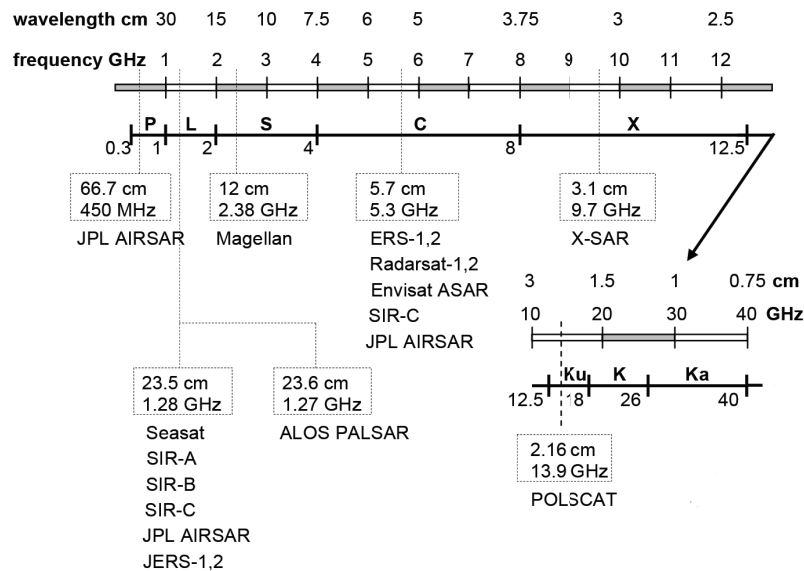 wavelength cm 30 15 10 7.5 6 5 3.75 3 2.5
frequency GHz 1 2 3 4 5 6 7 8 9 10 11 12
P L S C X
0.3 1 2 4 8 12.5
66.7 cm
450 MHz
JPL AIRSAR
12 cm
2.38 GHz
Magellan
5.7 cm
5.3 GHz
ERS-1,2
Radarsat-1,2
Envisat ASAR
SIR-C
JPL AIRSAR
3.1 cm
9.7 GHz
X-SAR
3 1.5 1 0.75 cm
10 20 30 40 GHz
Ku K Ka
12.5 18 26 40
23.5 cm
1.28 GHz
Seasat
SIR-A
SIR-B
SIR-C
JPL AIRSAR
JERS-1,2
23.6 cm
1.27 GHz
ALOS PALSAR
2.16 cm
13.9 GHz
POLSCAT